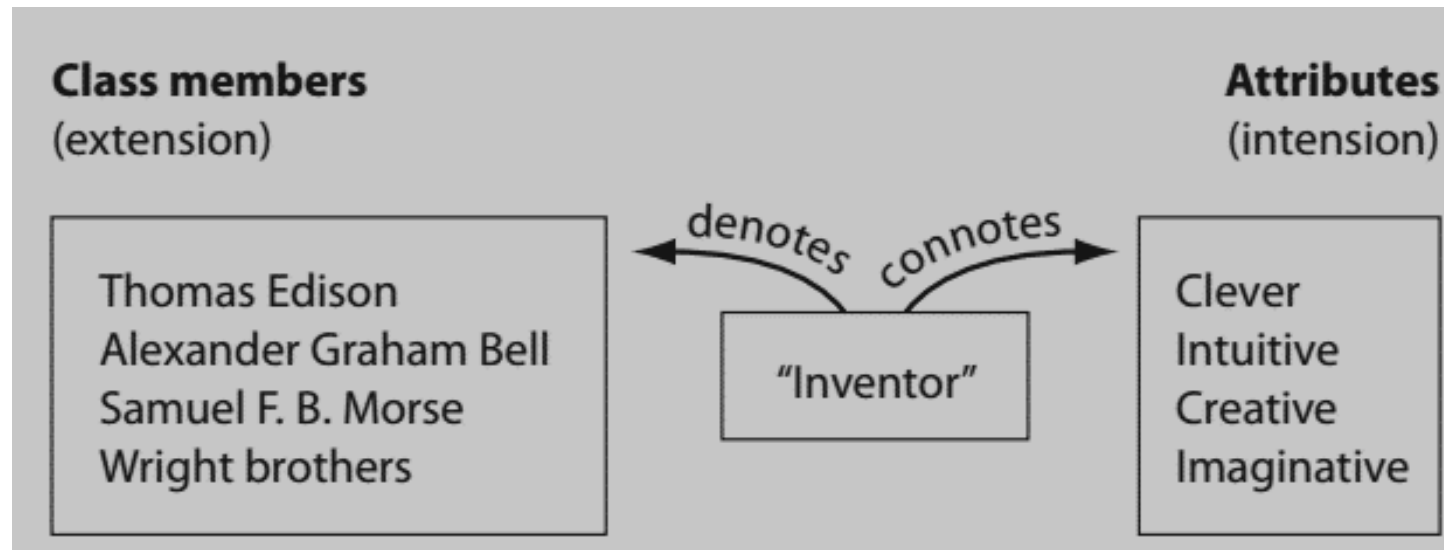 Class members
(extension)
Attributes
(intension)
denotes
connotes
Thomas Edison
Alexander Graham Bell
Samuel F. B. Morse
Wright brothers
“Inventor”
Clever
Intuitive
Creative
Imaginative